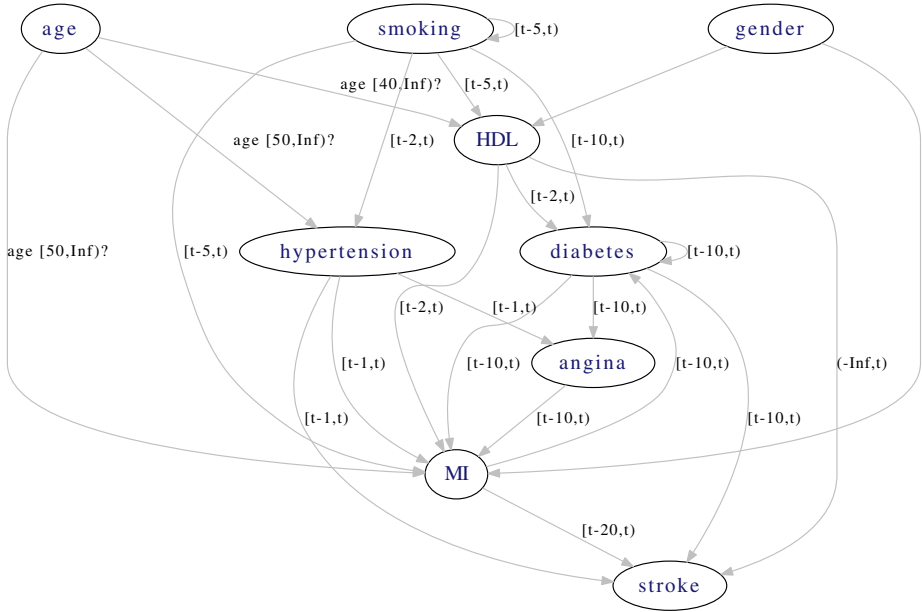 age
smoking
[t-5,t)
gender
age [40,Inf)?
[t-5,t)
age [50,Inf)?
[t-2,t)
HDL
[t-10,t)
[t-2,t)
age [50,Inf)?
[t-5,t)
hypertension
diabetes
[t-10,t)
[t-2,t)
[t-1,t)
[t-10,t)
[t-1,t)
[t-10,t)
angina
[t-10,t)
(-Inf,t)
[t-1,t)
[t-10,t)
[t-10,t)
MI
[t-20,t)
stroke